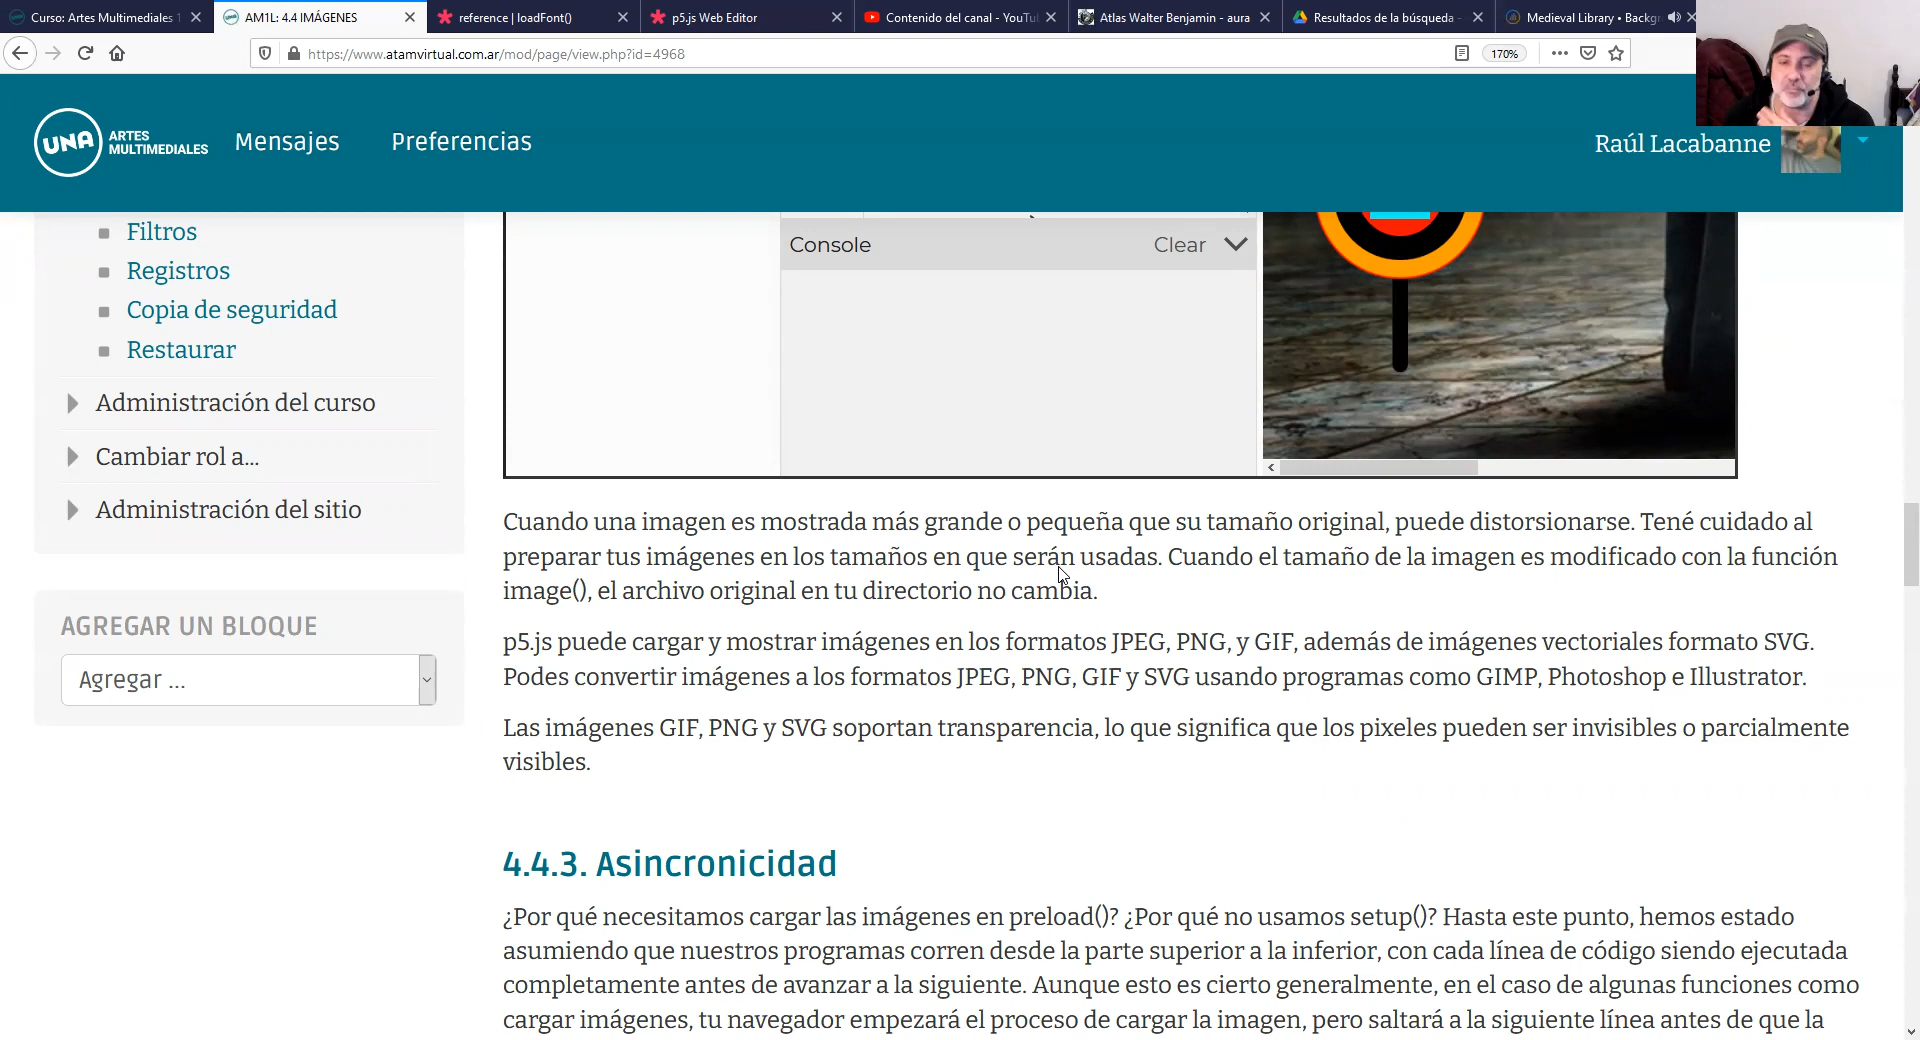 Curso: Artes Multimediales 1
AM1L: 4.4 IMÁGENES
reference | loadFont()
p5.js Web Editor
Contenido del canal - YouTu
Atlas Walter Benjamin - aura
Resultados de la búsqueda -
Medieval Library • Backgr
https://www.atamvirtual.com.ar/mod/page/view.php?id=4968
170%
UNA
ARTES
MULTIMEDIALES
Mensajes
Preferencias
Raúl Lacabanne
Filtros
Registros
Copia de seguridad
Restaurar
Administración del curso
Cambiar rol a...
Administración del sitio
AGREGAR UN BLOQUE
Agregar ...
Console
Clear
Cuando una imagen es mostrada más grande o pequeña que su tamaño original, puede distorsionarse. Tené cuidado al
preparar tus imágenes en los tamaños en que serán usadas. Cuando el tamaño de la imagen es modificado con la función
image(), el archivo original en tu directorio no cambia.
p5.js puede cargar y mostrar imágenes en los formatos JPEG, PNG, y GIF, además de imágenes vectoriales formato SVG.
Podes convertir imágenes a los formatos JPEG, PNG, GIF y SVG usando programas como GIMP, Photoshop e Illustrator.
Las imágenes GIF, PNG y SVG soportan transparencia, lo que significa que los pixeles pueden ser invisibles o parcialmente
visibles.
4.4.3. Asincronicidad
¿Por qué necesitamos cargar las imágenes en preload()? ¿Por qué no usamos setup()? Hasta este punto, hemos estado
asumiendo que nuestros programas corren desde la parte superior a la inferior, con cada línea de código siendo ejecutada
completamente antes de avanzar a la siguiente. Aunque esto es cierto generalmente, en el caso de algunas funciones como
cargar imágenes, tu navegador empezará el proceso de cargar la imagen, pero saltará a la siguiente línea antes de que la